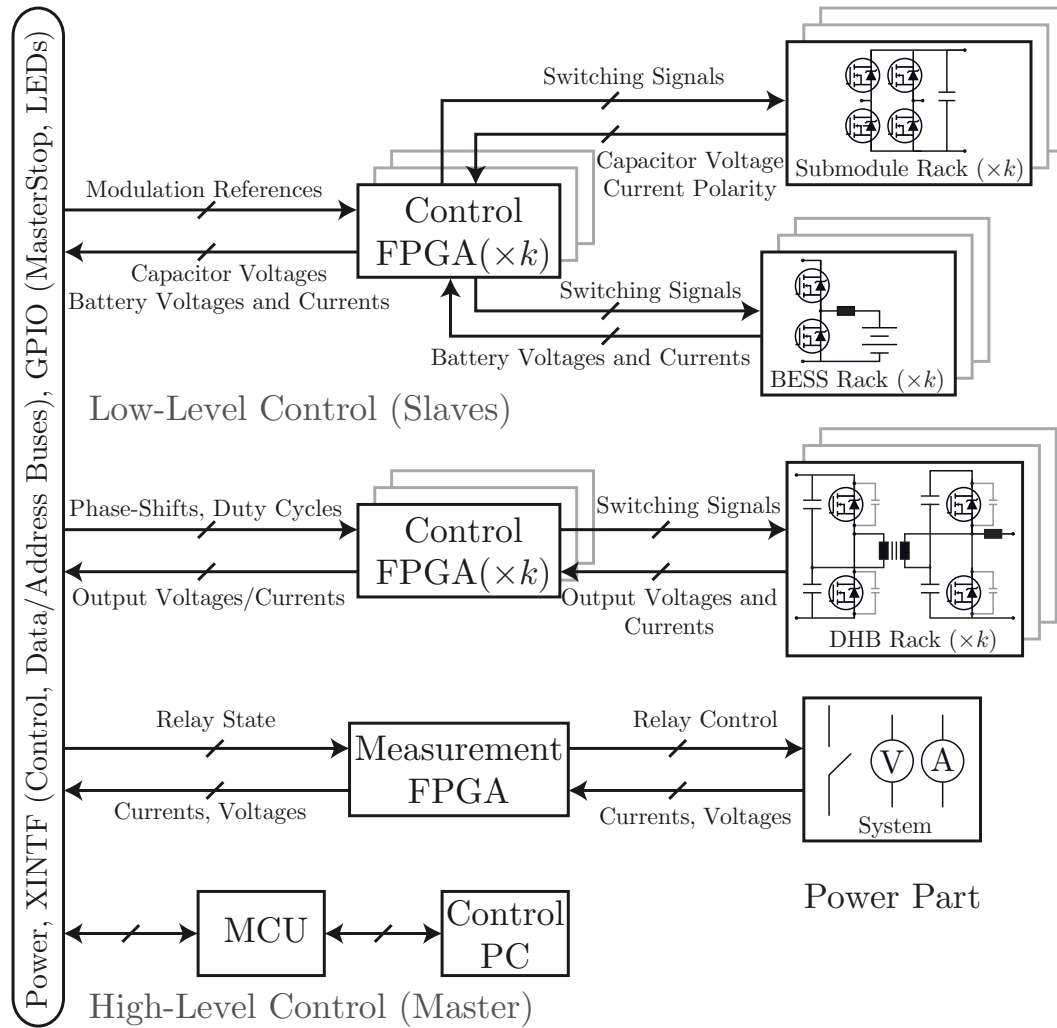 Power, XINTF (Control, Data/Address Buses), GPIO (MasterStop, LEDs)
Switching Signals
Capacitor Voltage
Current Polarity
Submodule Rack (×k)
Modulation References
Control
FPGA(×k)
Capacitor Voltages
Battery Voltages and Currents
Switching Signals
Battery Voltages and Currents
BESS Rack (×k)
Low-Level Control (Slaves)
Phase-Shifts, Duty Cycles
Control
FPGA(×k)
Switching Signals
Output Voltages/Currents
Output Voltages and
Currents
DHB Rack (×k)
Relay State
Measurement
FPGA
Relay Control
Currents, Voltages
Currents, Voltages
V
A
System
Power Part
MCU
Control
PC
High-Level Control (Master)